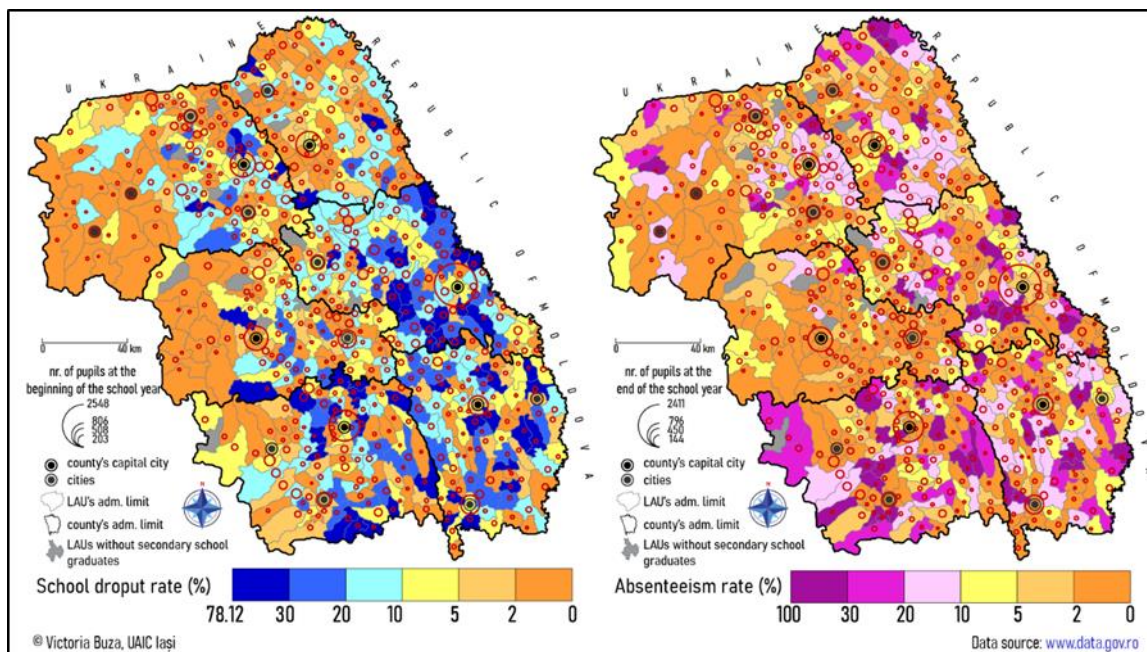 UKRAINE
REPUBLIC OF MOLDOVA
0 40 km
nr. of pupils at the
beginning of the school year
2548
806
508
203
county's capital city
cities
LAU's adm. limit
county's adm. limit
LAUs without secondary school
graduates
N
School droput rate (%)
78.12 30 20 10 5 2 0
© Victoria Buza, UAIC Iași
UKRAINE
REPUBLIC OF MOLDOVA
0 40 km
nr. of pupils at the
end of the school year
2411
796
450
144
county's capital city
cities
LAU's adm. limit
county's adm. limit
LAUs without secondary school
graduates
N
Absenteeism rate (%)
100 30 20 10 5 2 0
Data source: www.data.gov.ro